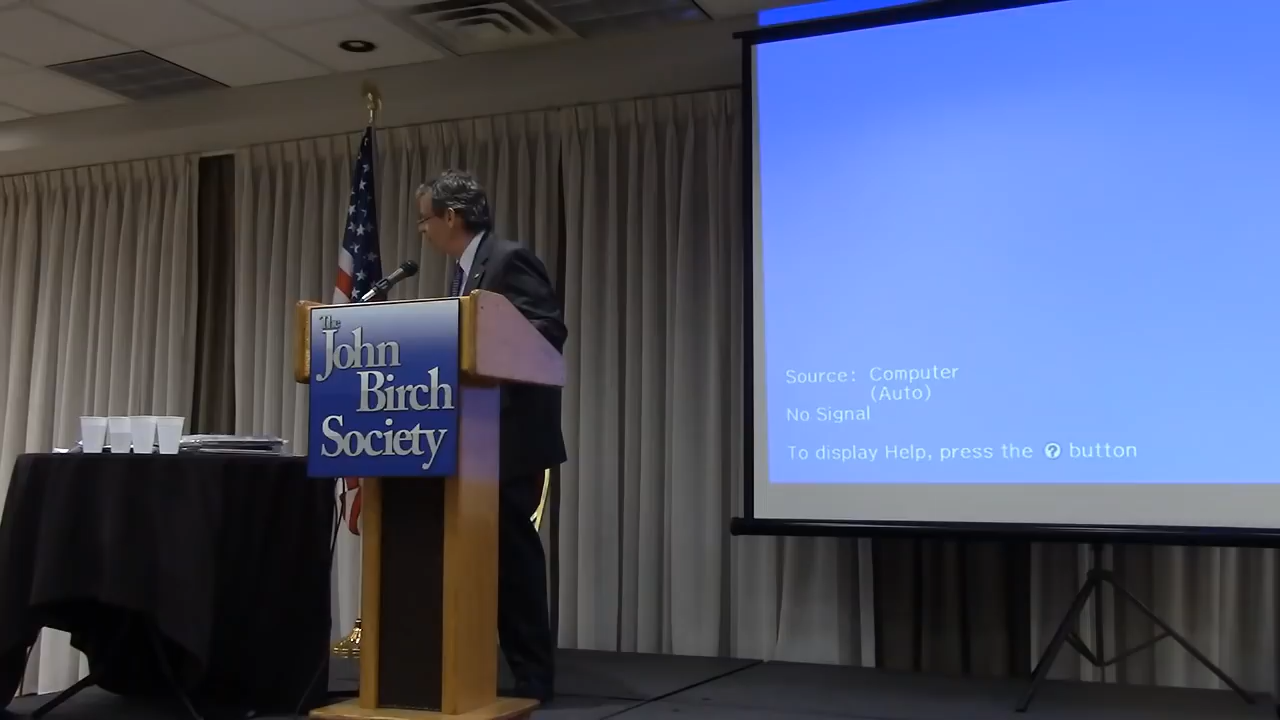 The
John
Birch
Society
Source: Computer
(Auto)
No Signal
To display Help, press the ? button